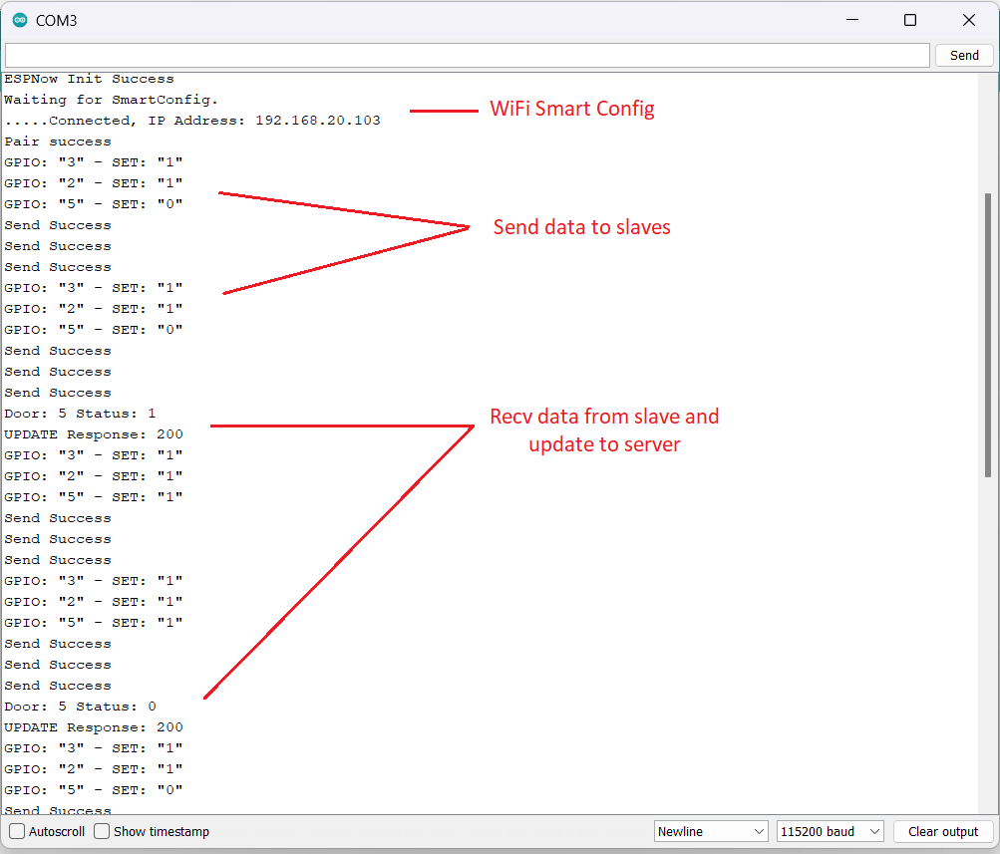 COM3
Send
ESPNow Init Success
Waiting for SmartConfig.
.....Connected, IP Address: 192.168.20.103
WiFi Smart Config
Pair success
GPIO: "3" - SET: "1"
GPIO: "2" - SET: "1"
GPIO: "5" - SET: "0"
Send data to slaves
Send Success
Send Success
Send Success
GPIO: "3" - SET: "1"
GPIO: "2" - SET: "1"
GPIO: "5" - SET: "0"
Send Success
Send Success
Send Success
Door: 5 Status: 1
UPDATE Response: 200
Recv data from slave and
update to server
GPIO: "3" - SET: "1"
GPIO: "2" - SET: "1"
GPIO: "5" - SET: "1"
Send Success
Send Success
Send Success
GPIO: "3" - SET: "1"
GPIO: "2" - SET: "1"
GPIO: "5" - SET: "1"
Send Success
Send Success
Send Success
Door: 5 Status: 0
UPDATE Response: 200
GPIO: "3" - SET: "1"
GPIO: "2" - SET: "1"
GPIO: "5" - SET: "0"
Send Success
Autoscroll
Show timestamp
Newline
115200 baud
Clear output